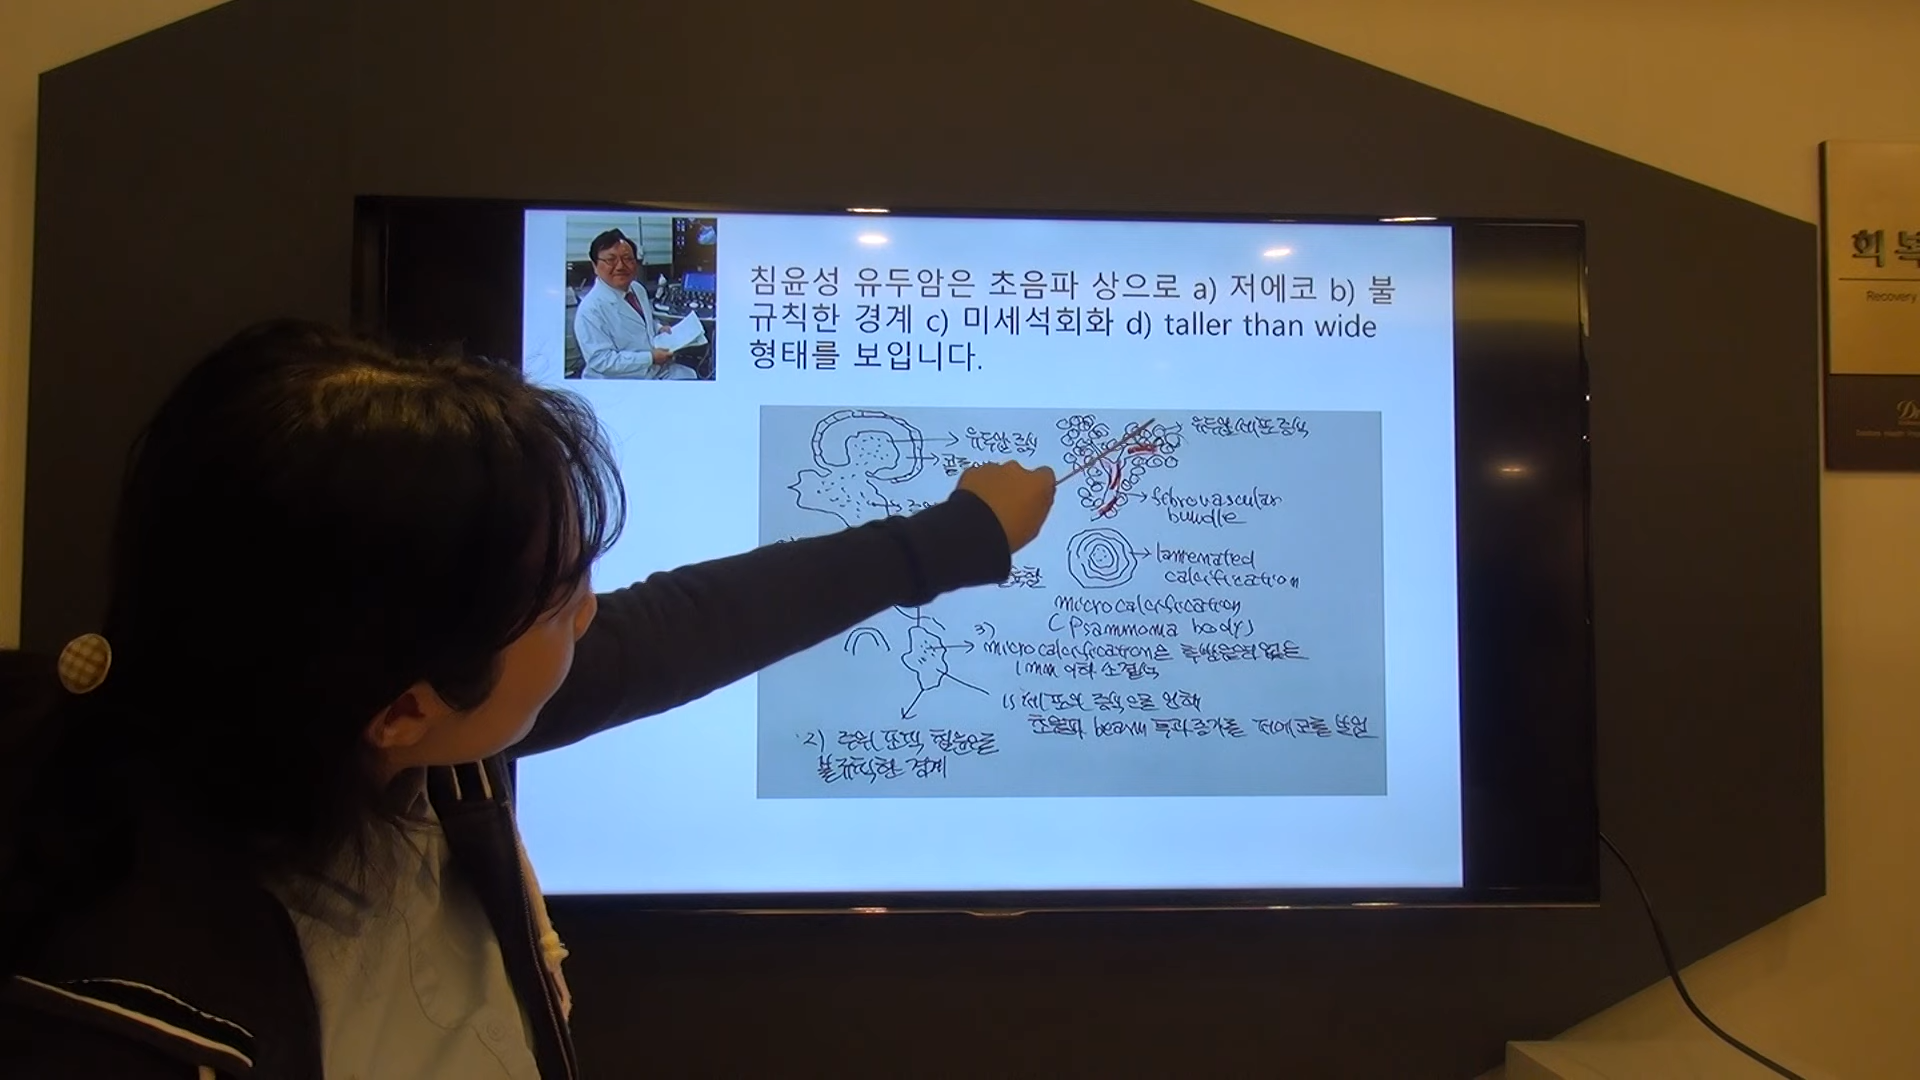 침윤성 유두암은 초음파 상으로 a) 저에코 b) 불
규칙한 경계 c) 미세석회화 d) taller than wide
형태를 보입니다.
유두암 증식
유두암 세포증식
fibrovascular
bundle
lamenated
calcification
microcalcification
(Psammoma body)
3)
microcalcification은 후방음영 없는
1mm 이하 소결석
1) 세포의 증식으로 인해
초음파 beam 투과증가를 저에코를 보임
2) 주위 조직 침윤으로
불규칙한 경계
회복
Recovery